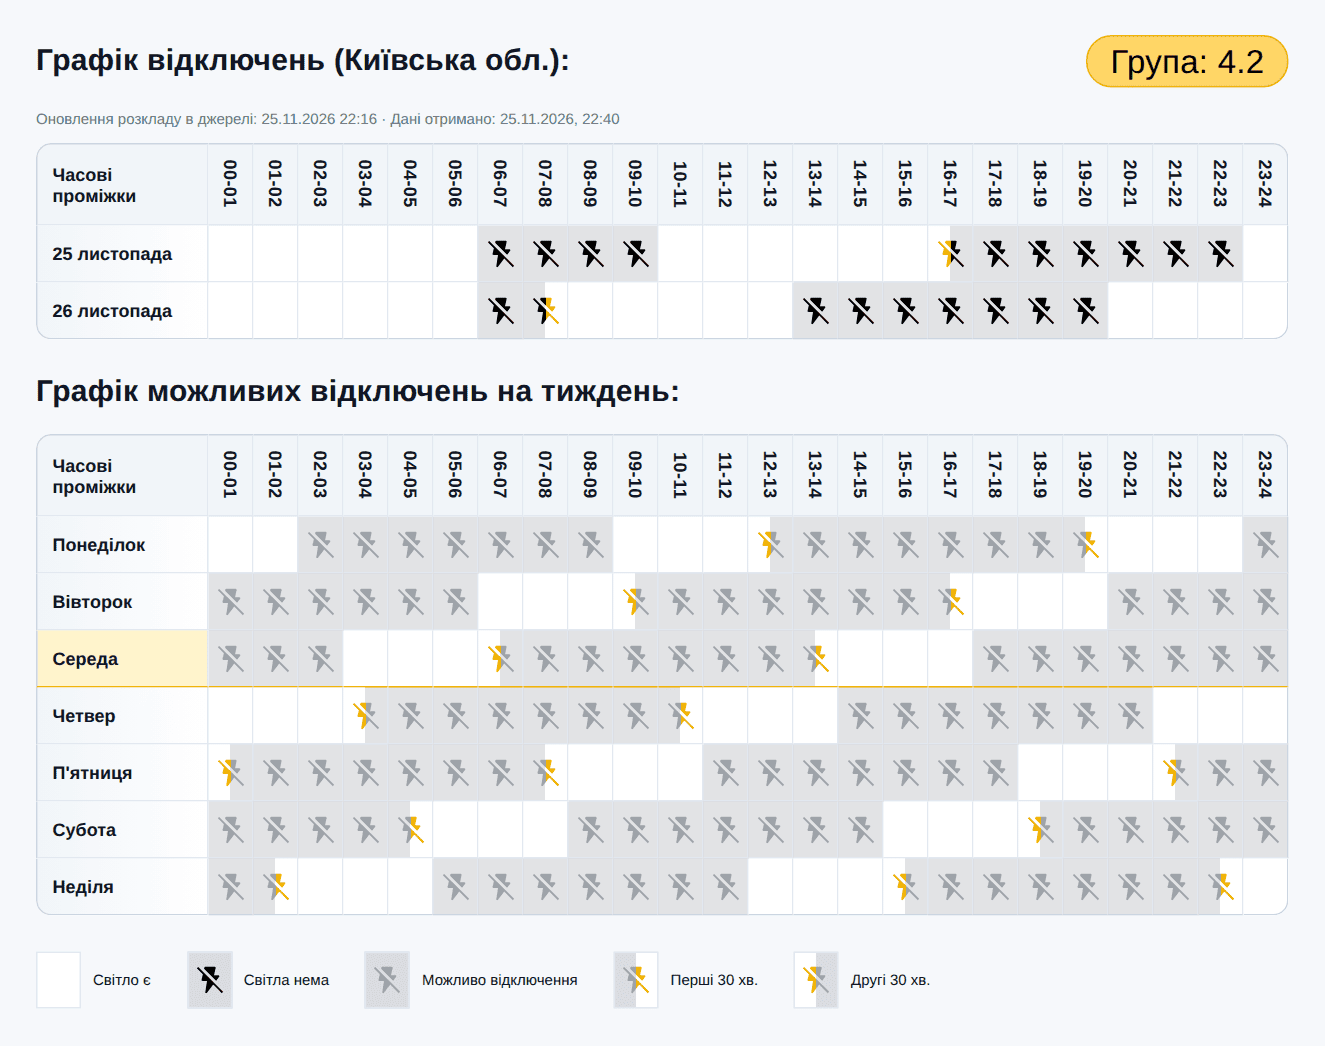 Графік відключень (Київська обл.):
Група: 4.2
Оновлення розкладу в джерелі: 25.11.2026 22:16 · Дані отримано: 25.11.2026, 22:40
Часові проміжки 00-01 01-02 02-03 03-04 04-05 05-06 06-07 07-08 08-09 09-10 10-11 11-12 12-13 13-14 14-15 15-16 16-17 17-18 18-19 19-20 20-21 21-22 22-23 23-24
25 листопада
26 листопада
Графік можливих відключень на тиждень:
Часові проміжки 00-01 01-02 02-03 03-04 04-05 05-06 06-07 07-08 08-09 09-10 10-11 11-12 12-13 13-14 14-15 15-16 16-17 17-18 18-19 19-20 20-21 21-22 22-23 23-24
Понеділок
Вівторок
Середа
Четвер
П'ятниця
Субота
Неділя
Світло є Світла нема Можливо відключення Перші 30 хв. Другі 30 хв.